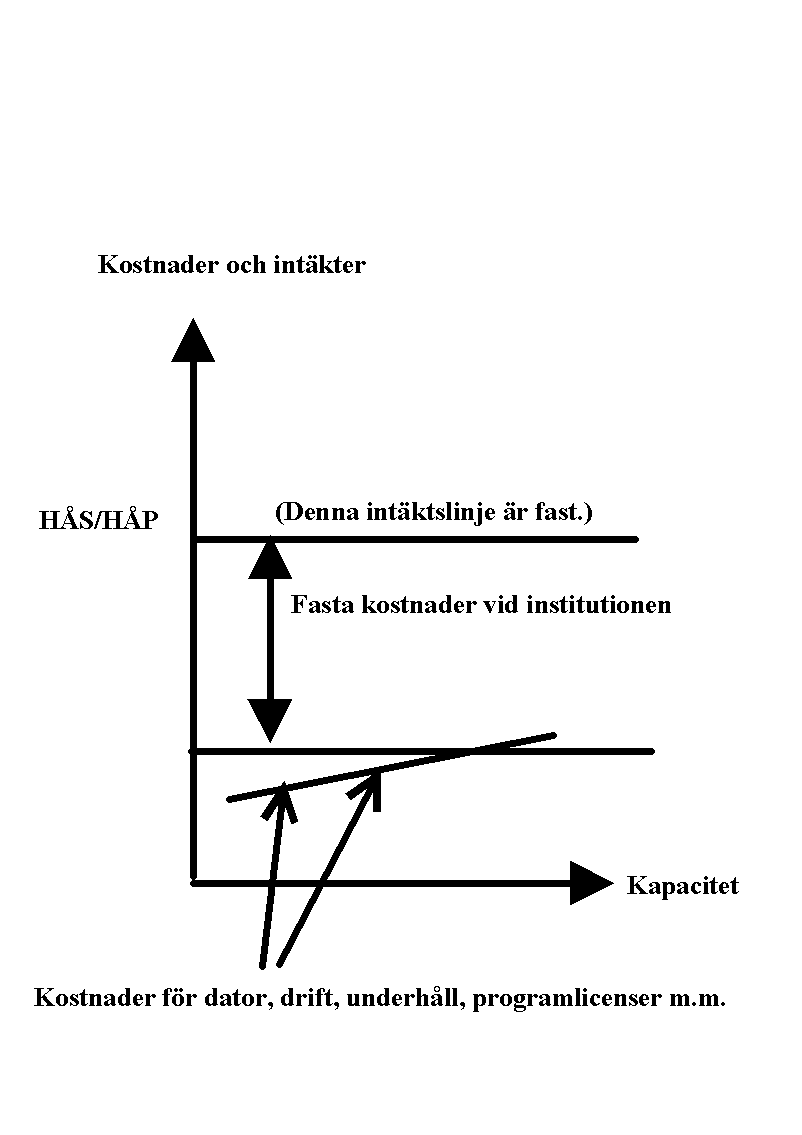 Kostnader och intäkter
HÅS/HÅP
(Denna intäktslinje är fast.)
Fasta kostnader vid institutionen
Kapacitet
Kostnader för dator, drift, underhåll, programlicenser m.m.